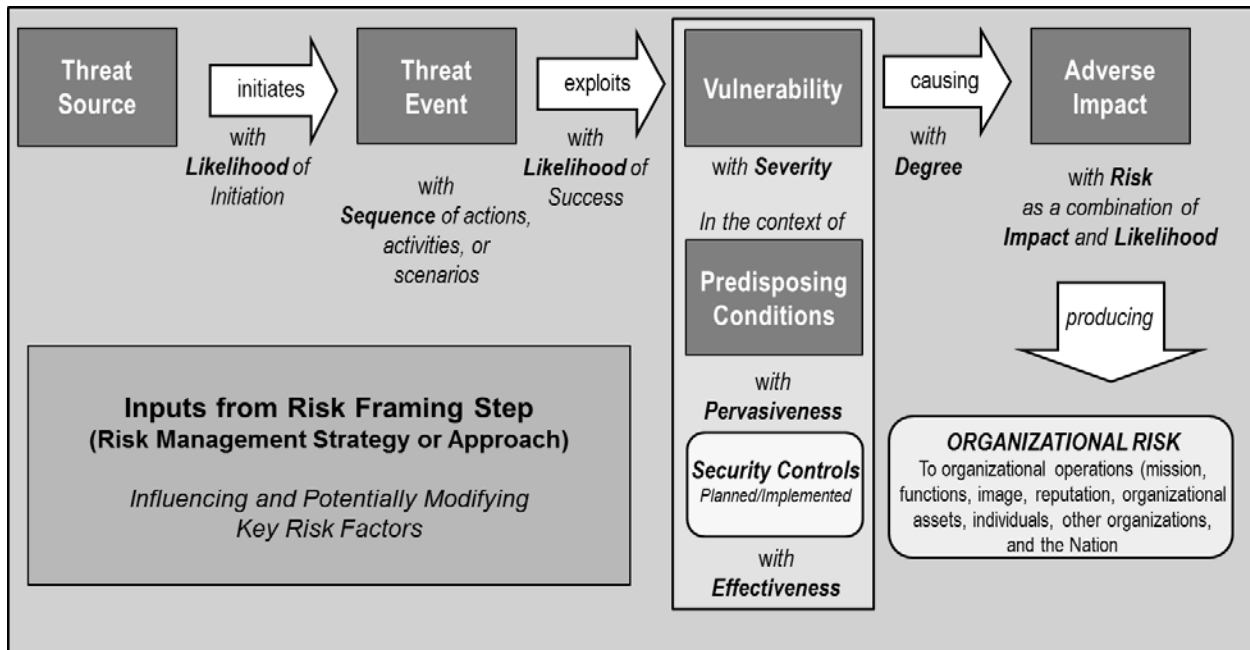 Threat
Source
initiates
with
Likelihood of
Initiation
Threat
Event
with
Sequence of actions,
activities, or
scenarios
exploits
with
Likelihood of
Success
Vulnerability
with Severity
In the context of
Predisposing
Conditions
with
Pervasiveness
Security Controls
Planned/Implemented
with
Effectiveness
causing
with
Degree
Adverse
Impact
with Risk
as a combination of
Impact and Likelihood
producing
ORGANIZATIONAL RISK
To organizational operations (mission,
functions, image, reputation, organizational
assets, individuals, other organizations,
and the Nation
Inputs from Risk Framing Step
(Risk Management Strategy or Approach)
Influencing and Potentially Modifying
Key Risk Factors